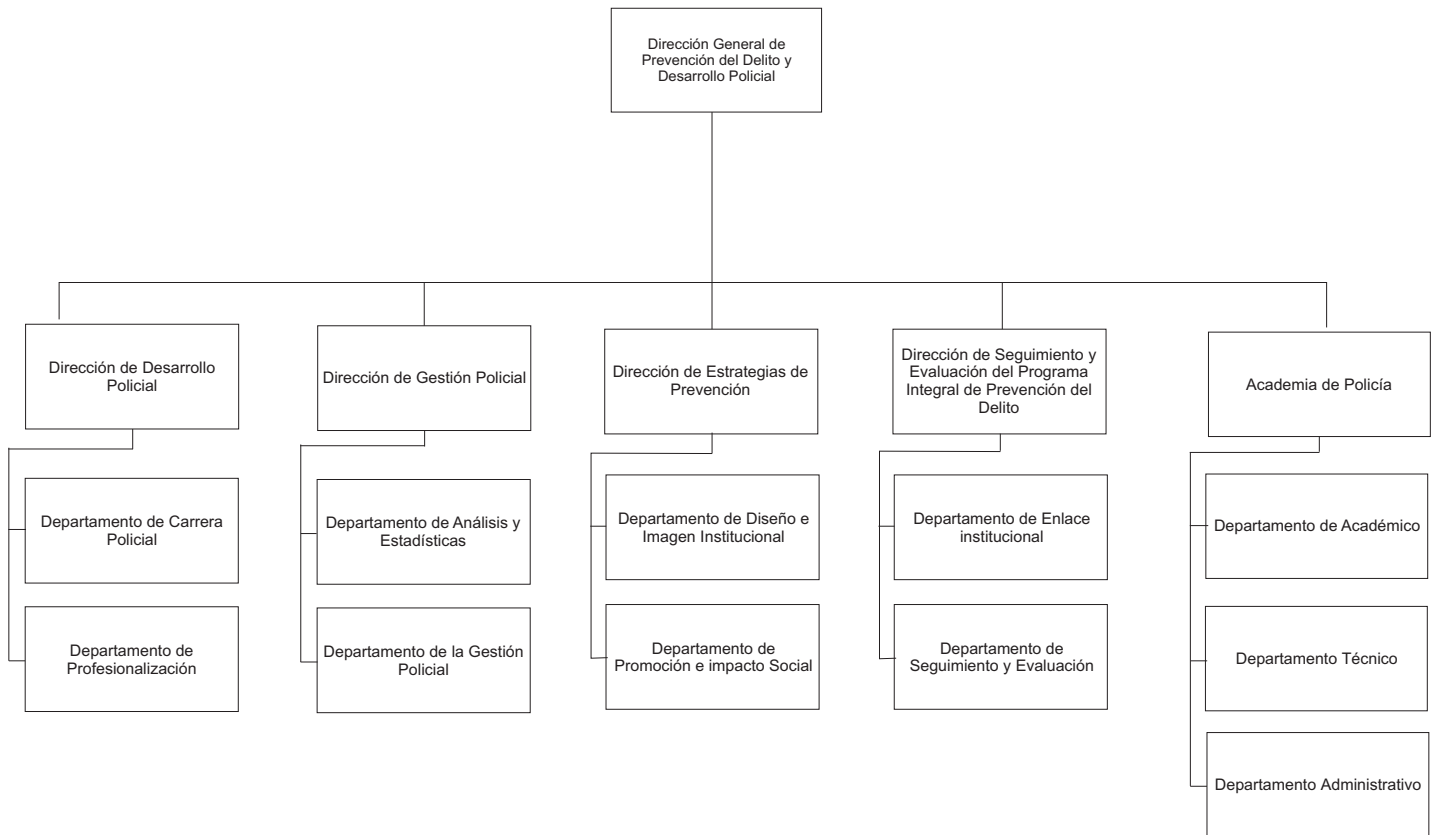 Dirección General de
Prevención del Delito y
Desarrollo Policial
Dirección de Desarrollo
Policial
Dirección de Gestión Policial
Dirección de Estrategias de
Prevención
Dirección de Seguimiento y
Evaluación del Programa
Integral de Prevención del
Delito
Academia de Policía
Departamento de Carrera
Policial
Departamento de Análisis y
Estadísticas
Departamento de Diseño e
Imagen Institucional
Departamento de Enlace
institucional
Departamento de Académico
Departamento de
Profesionalización
Departamento de la Gestión
Policial
Departamento de
Promoción e impacto Social
Departamento de
Seguimiento y Evaluación
Departamento Técnico
Departamento Administrativo